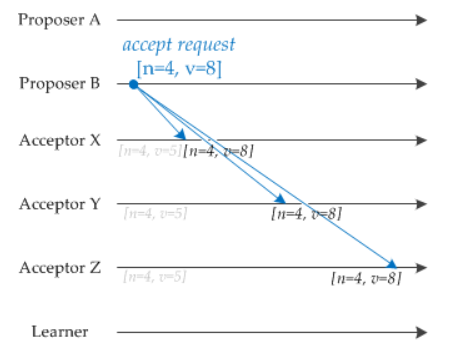 Proposer A
accept request
[n=4, v=8]
Proposer B
Acceptor X
[n=4, v=5] [n=4, v=8]
Acceptor Y
[n=4, v=5] [n=4, v=8]
Acceptor Z
[n=4, v=5] [n=4, v=8]
Learner